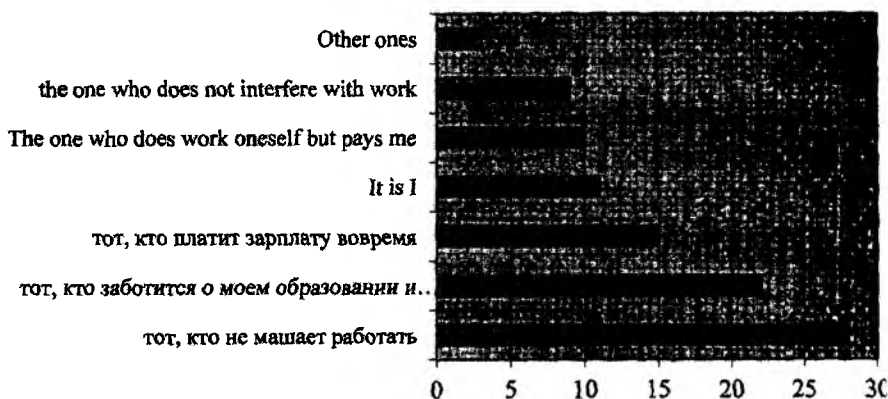 Other ones
the one who does not interfere with work
The one who does work oneself but pays me
It is I
тот, кто платит зарплату вовремя
тот, кто заботится о моем образовании и..
тот, кто не машает работать
0 5 10 15 20 25 30